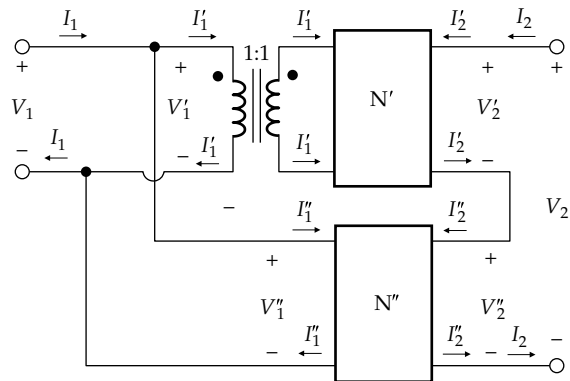 I₁ I₁′ 1:1 I₁′ I₂′ I₂
+ + + +
V₁ V₁′ N′ V₂′
− I₁ − I₁′ I₁′ I₂′ −
− I₁″ I₂″ V₂
+ +
V₁″ N″ V₂″
− I₁″ I₂″ − I₂ −